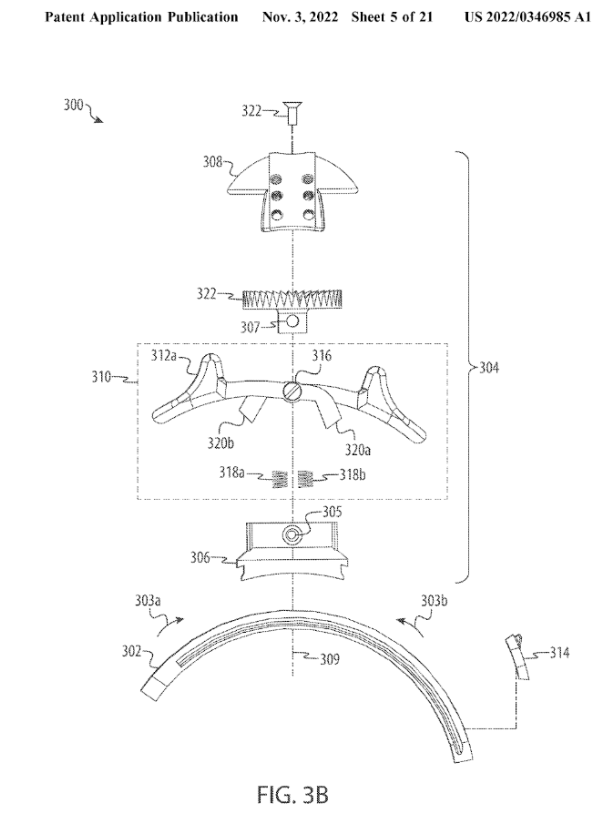 Patent Application Publication Nov. 3, 2022 Sheet 5 of 21 US 2022/0346985 A1
300
322
308
322
307
304
310
312a
316
320b
320a
318a
318b
305
306
303a
303b
302
309
314
FIG. 3B